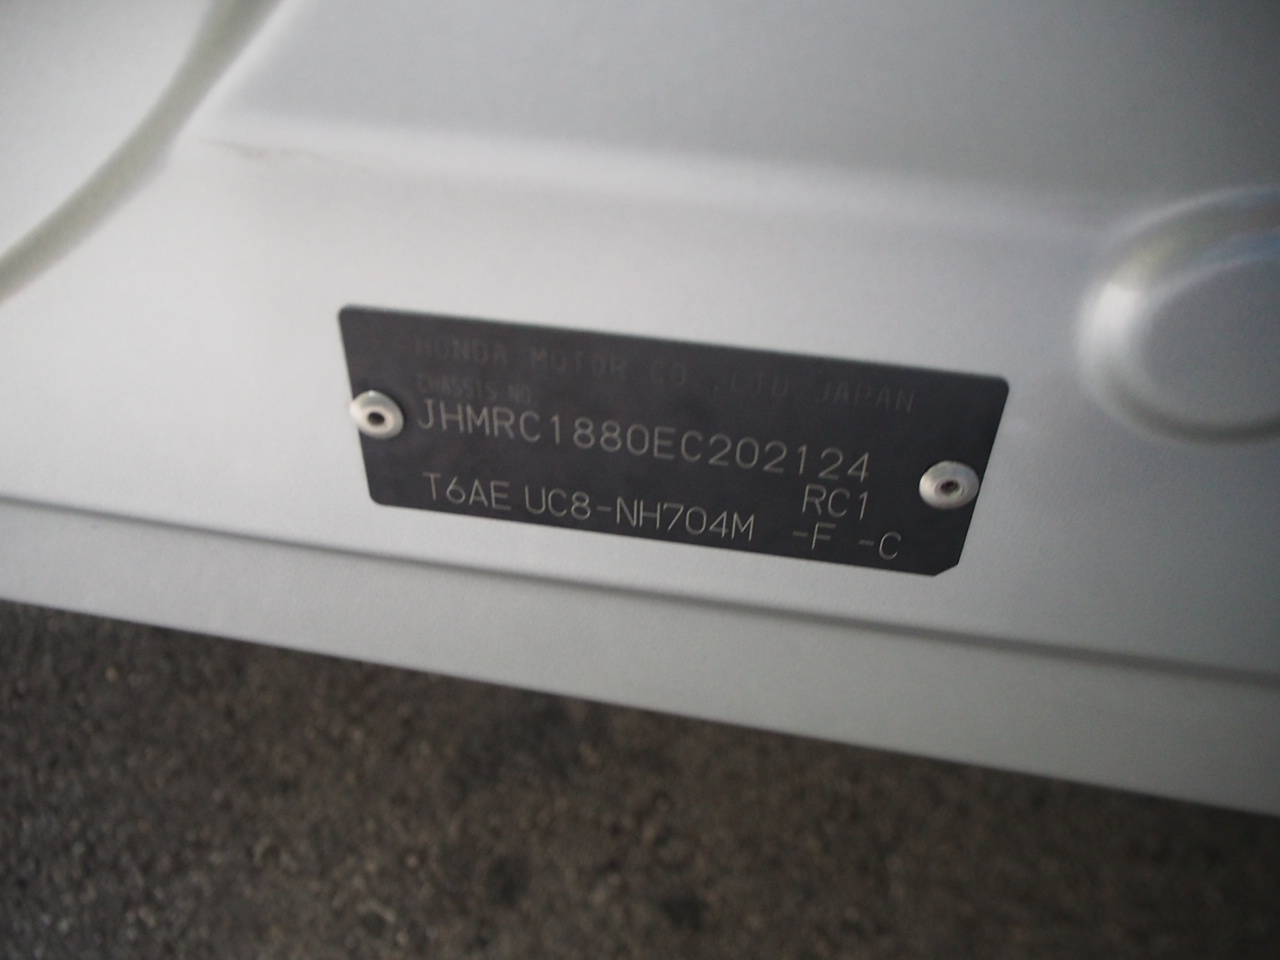 HONDA MOTOR CO., LTD. JAPAN
CHASSIS NO.
JHMRC1880EC202124
RC1
T6AE UC8-NH704M -F -C